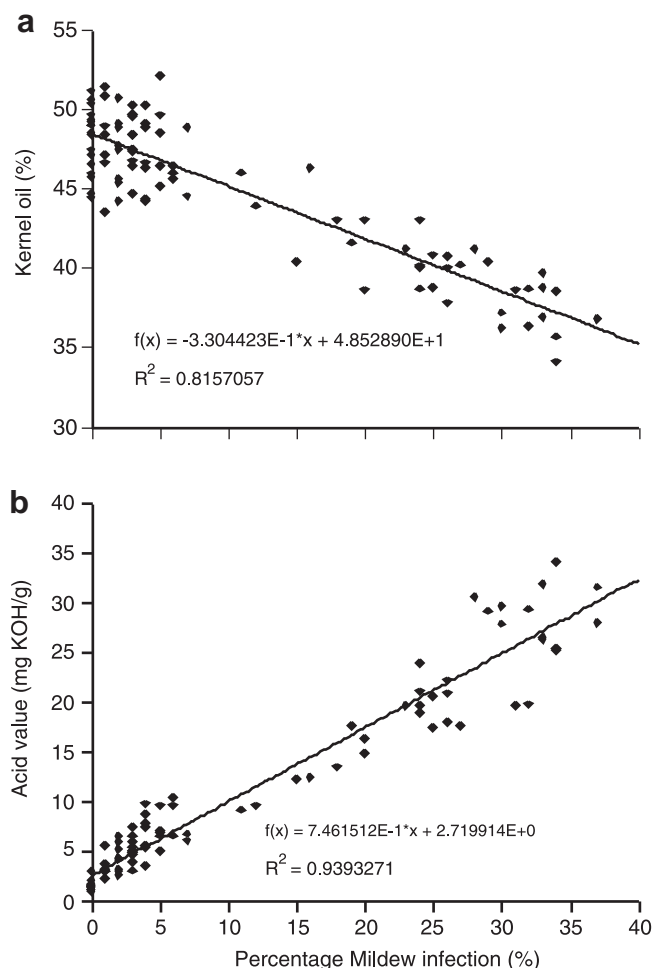 a
55
50
45
40
35
30
Kernel oil (%)
f(x) = -3.304423E-1*x + 4.852890E+1
R2 = 0.8157057
b
40
35
30
25
20
15
10
5
0
Acid value (mg KOH/g)
f(x) = 7.461512E-1*x + 2.719914E+0
R2 = 0.9393271
0 5 10 15 20 25 30 35 40
Percentage Mildew infection (%)